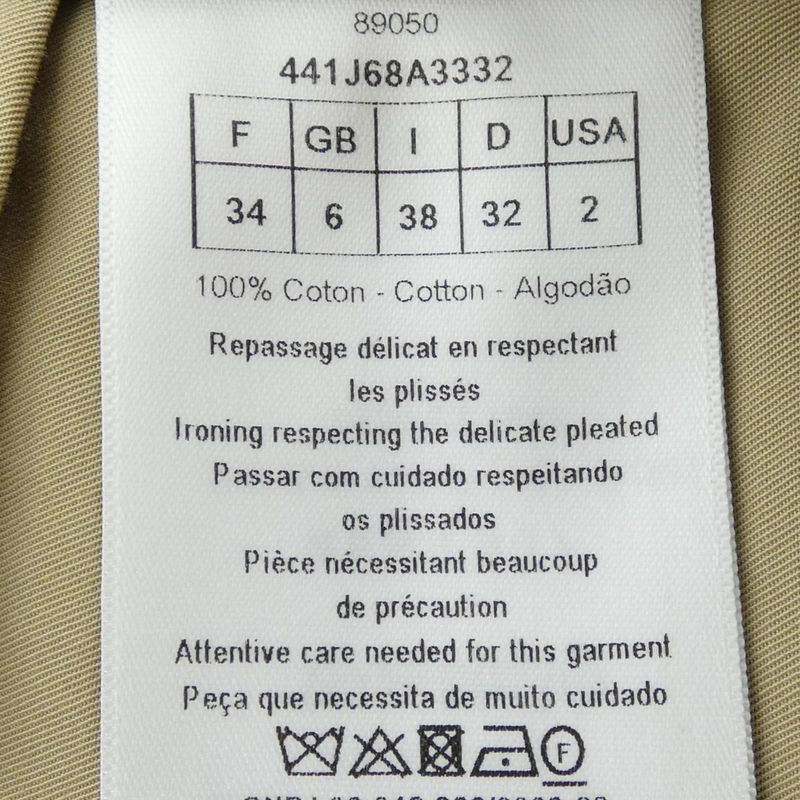 89050
441J68A3332
F GB I D USA
34 6 38 32 2
100% Coton - Cotton - Algodão
Repassage délicat en respectant
les plissés
Ironing respecting the delicate pleated
Passar com cuidado respeitando
os plissados
Pièce nécessitant beaucoup
de précaution
Attentive care needed for this garment
Peça que necessita de muito cuidado
F